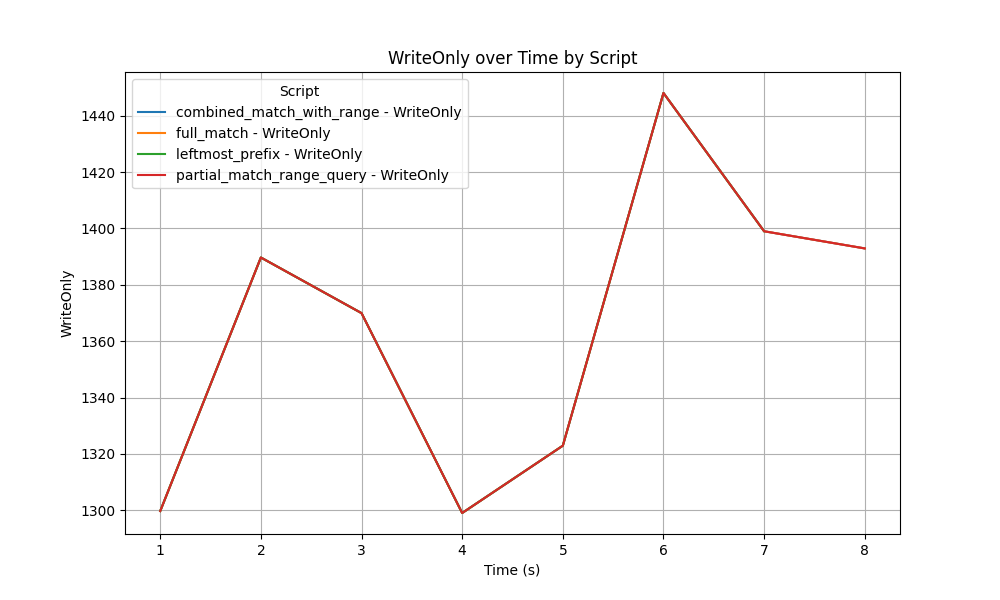 WriteOnly over Time by Script
Script
combined_match_with_range - WriteOnly
full_match - WriteOnly
leftmost_prefix - WriteOnly
partial_match_range_query - WriteOnly
WriteOnly
1440
1420
1400
1380
1360
1340
1320
1300
1 2 3 4 5 6 7 8
Time (s)